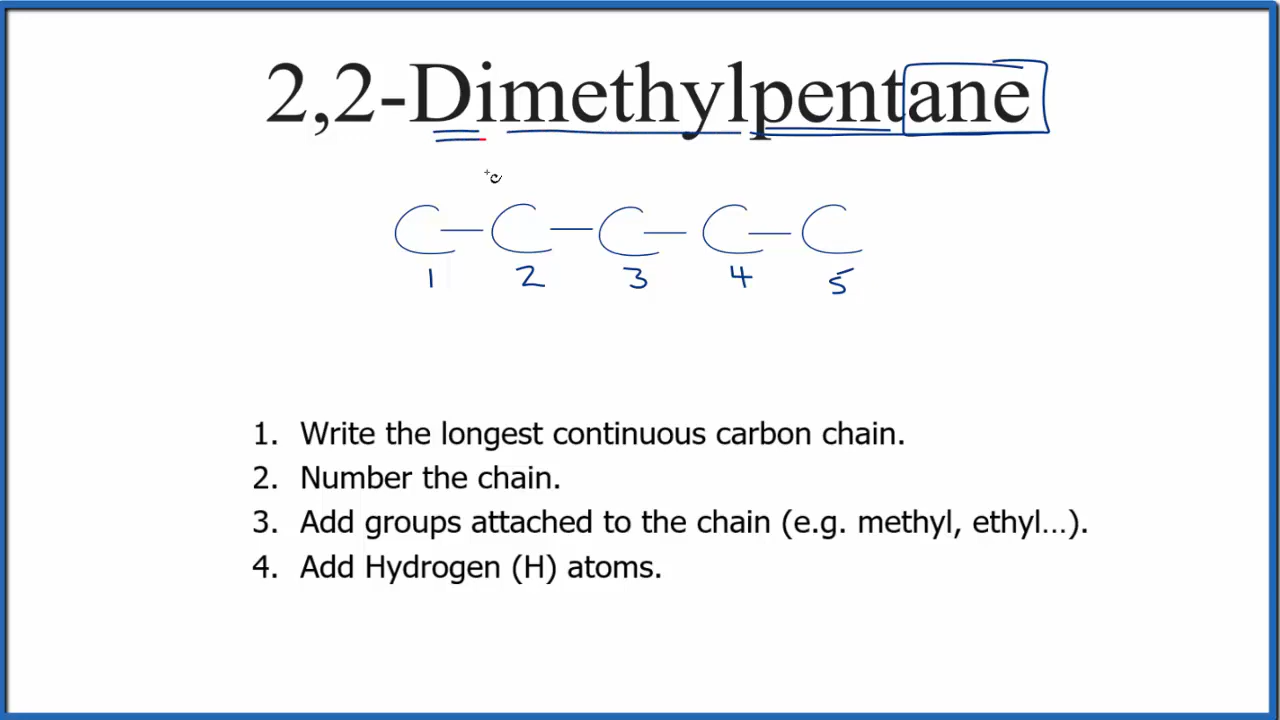 2,2-Dimethylpentane
C — C — C — C — C
1 2 3 4 5
1. Write the longest continuous carbon chain.
2. Number the chain.
3. Add groups attached to the chain (e.g. methyl, ethyl...).
4. Add Hydrogen (H) atoms.